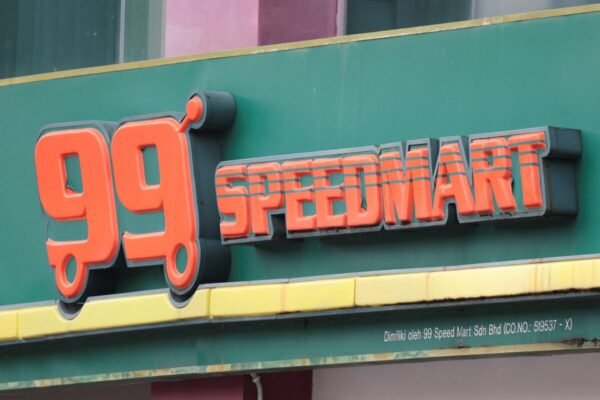 99 SPEEDMART
Dimiliki oleh 99 Speed Mart Sdn Bhd (CO.NO.: 519537 - X)